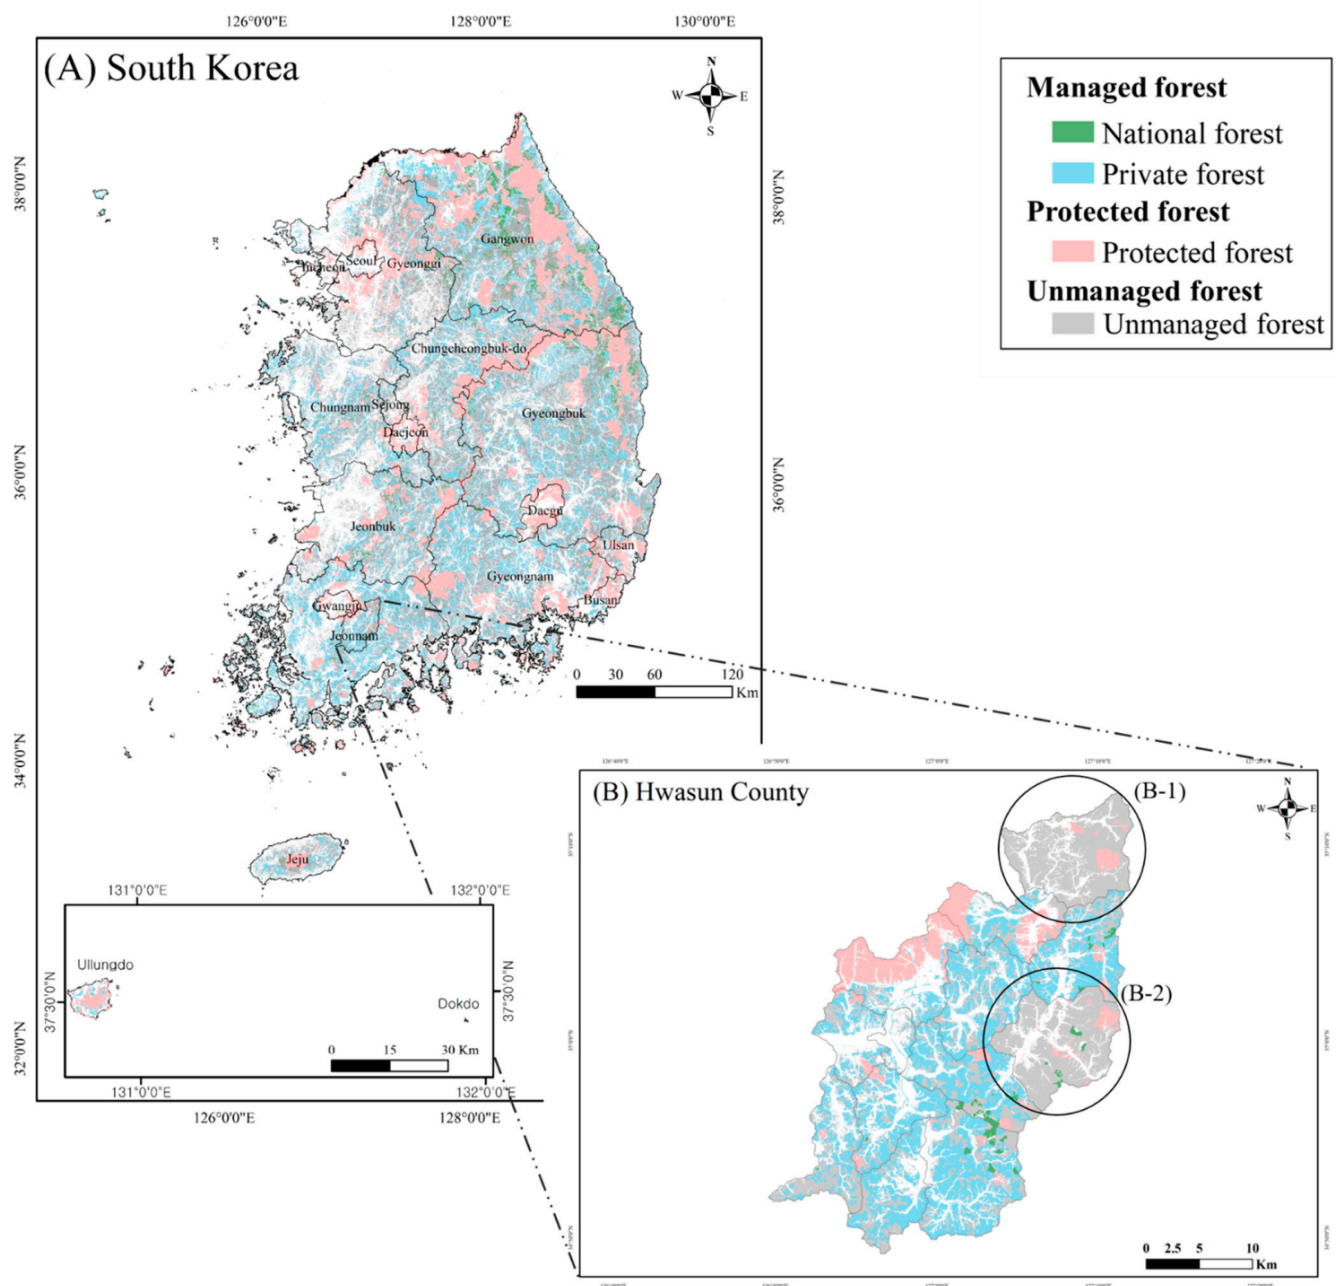 126°0'0"E 128°0'0"E 130°0'0"E
(A) South Korea
N
W E
S
Managed forest
National forest
Private forest
Protected forest
Protected forest
Unmanaged forest
Unmanaged forest
38°0'0"N
38°0'0"N
Gangwon
Incheon Seoul Gyeonggi
Chungcheongbuk-do
Chungnam Sejong
Gyeongbuk
Daejeon
36°0'0"N
36°0'0"N
Daegu
Jeonbuk
Ulsan
Gyeongnam
Gwangju
Busan
Jeonnam
0 30 60 120
Km
34°0'0"N
(B) Hwasun County
(B-1)
N
W E
S
Jeju
131°0'0"E 132°0'0"E
Ullungdo
37°30'0"N
Dokdo
37°30'0"N
(B-2)
0 15 30 Km
32°0'0"N
131°0'0"E 132°0'0"E
126°0'0"E 128°0'0"E
0 2.5 5 10
Km